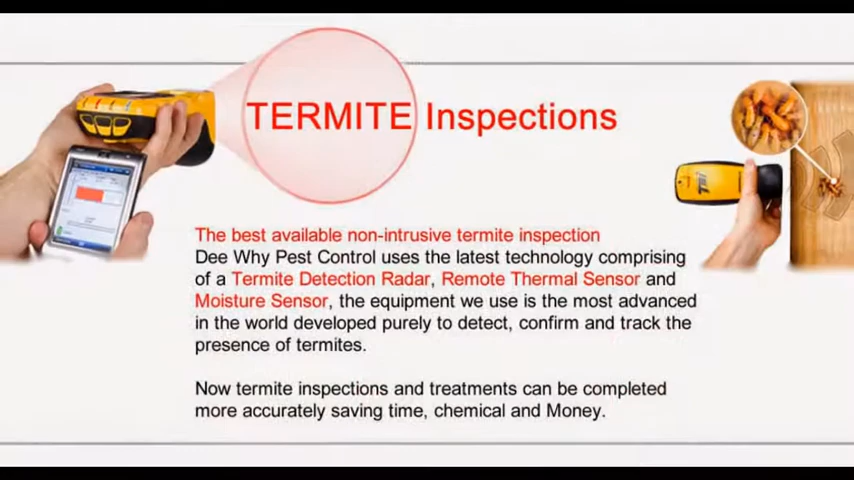 TERMITE Inspections
The best available non-intrusive termite inspection
Dee Why Pest Control uses the latest technology comprising
of a Termite Detection Radar, Remote Thermal Sensor and
Moisture Sensor, the equipment we use is the most advanced
in the world developed purely to detect, confirm and track the
presence of termites.
Now termite inspections and treatments can be completed
more accurately saving time, chemical and Money.